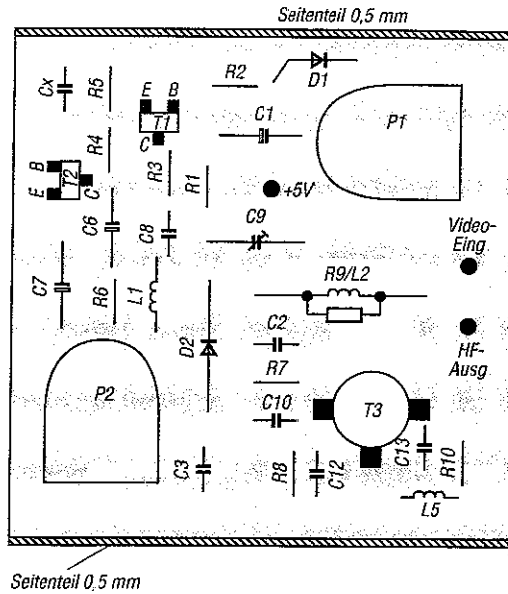 Seitenteil 0,5 mm
Cx
R5
E B
T1
C
R2
D1
P1
C1
R4
B
T2
E
C
R3
R1
+5V
C6
C8
C9
Video-
Eing
C7
R6
L1
R9/L2
D2
C2
HF-
Ausg
P2
R7
C10
T3
C3
R8
C12
C13
R10
L5
Seitenteil 0,5 mm